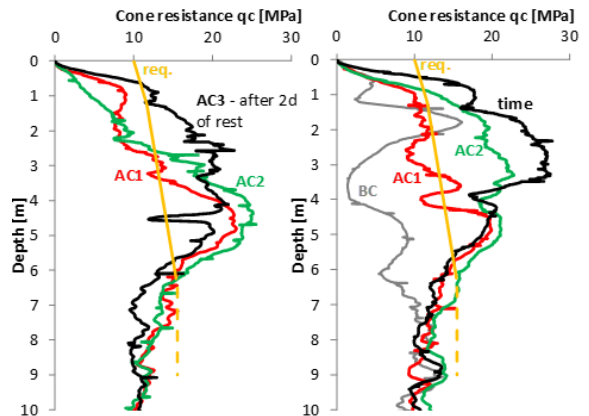 Cone resistance qc [MPa]
0 10 20 30
Depth [m]
0
1
2
3
4
5
6
7
8
9
10
req.
AC3 - after 2d
of rest
AC1
AC2
Cone resistance qc [MPa]
0 10 20 30
Depth [m]
0
1
2
3
4
5
6
7
8
9
10
req.
time
AC2
AC1
BC